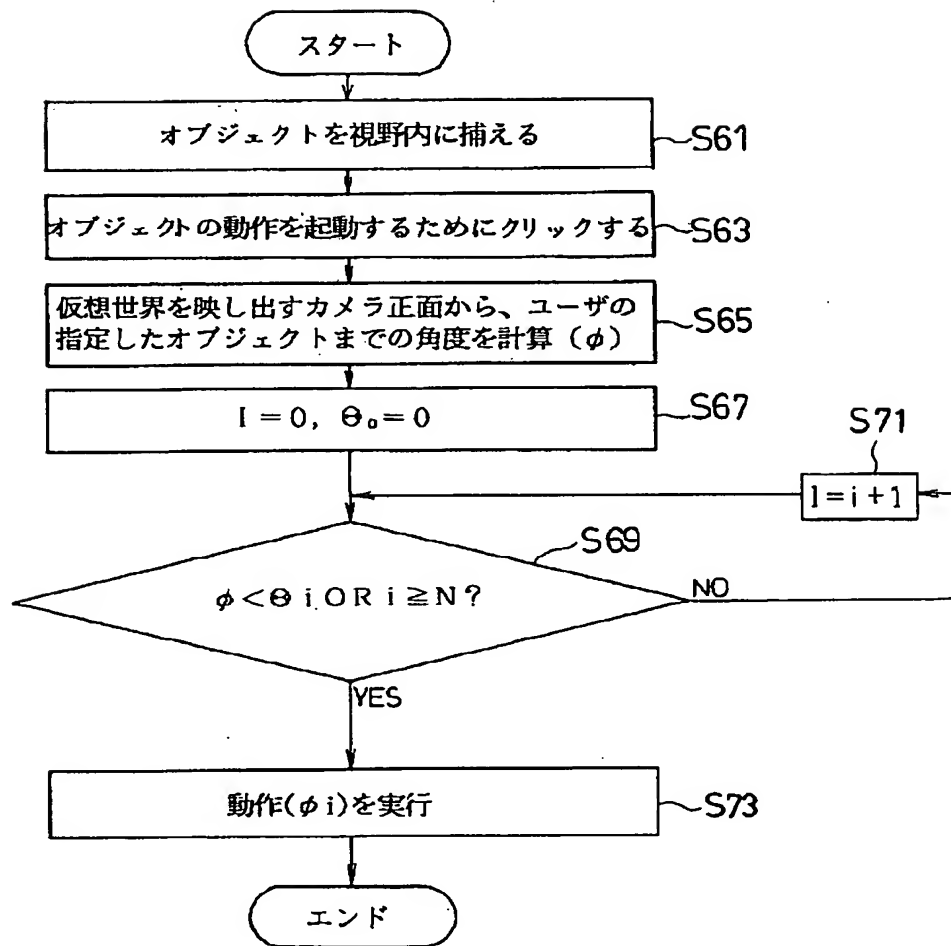 スタート
オブジェクトを視野内に捕える
S61
オブジェクトの動作を起動するためにクリックする
S63
仮想世界を映し出すカメラ正面から、ユーザの
指定したオブジェクトまでの角度を計算(φ)
S65
I=0, Θ₀=0
S67
S71
I=i+1
S69
φ<Θi OR i≧N?
NO
YES
動作(φi)を実行
S73
エンド